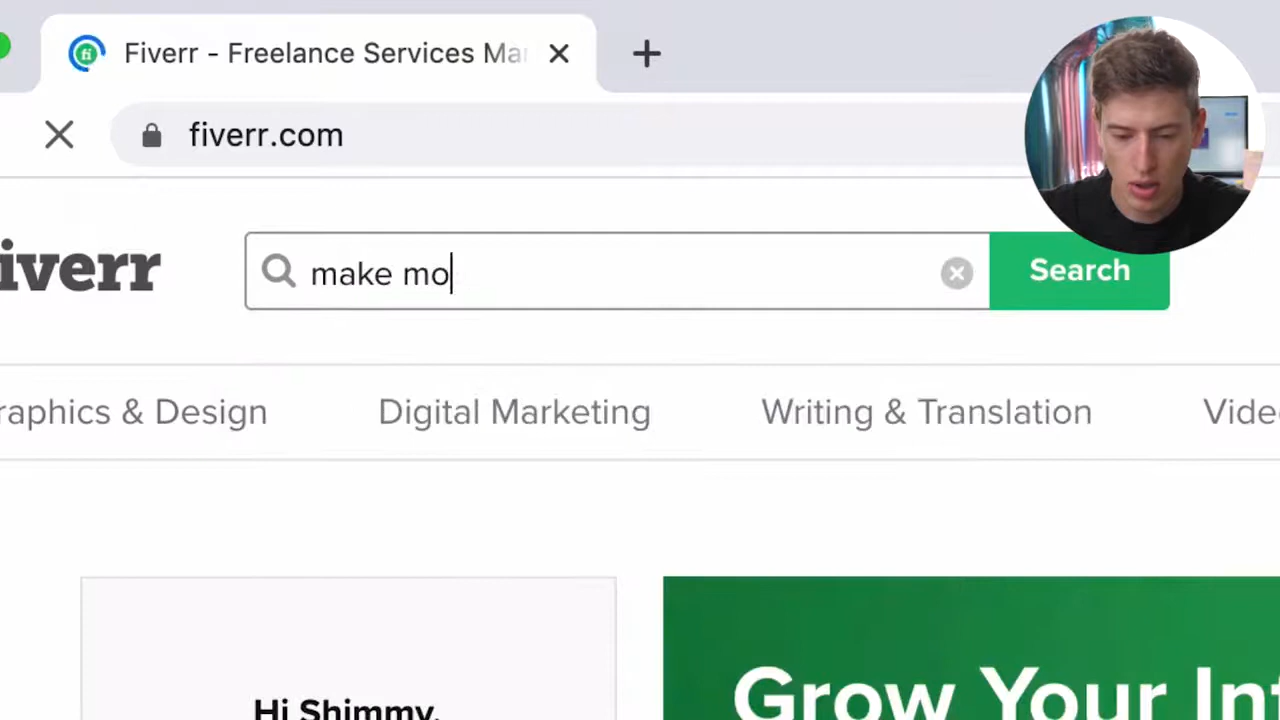 Fiverr - Freelance Services Ma
fiverr.com
iverr
make mo
Search
raphics & Design
Digital Marketing
Writing & Translation
Vide
Hi Shimmy,
Grow Your Int